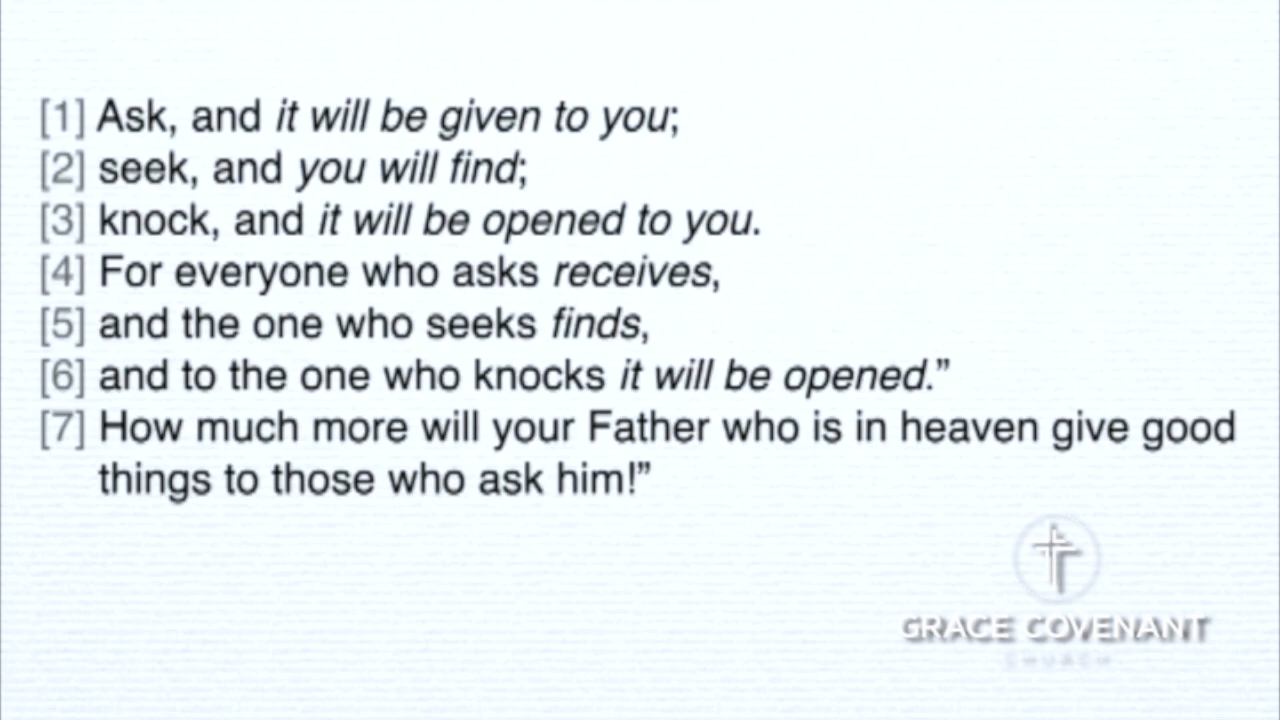 [1] Ask, and it will be given to you;
[2] seek, and you will find;
[3] knock, and it will be opened to you.
[4] For everyone who asks receives,
[5] and the one who seeks finds,
[6] and to the one who knocks it will be opened.”
[7] How much more will your Father who is in heaven give good
things to those who ask him!”
GRACE COVENANT
CHURCH